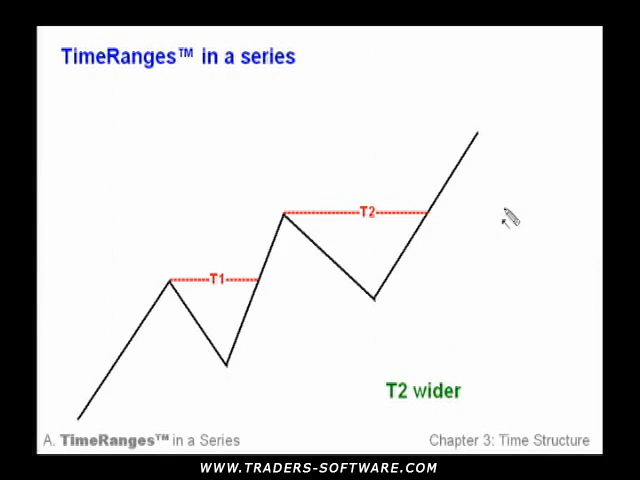 TimeRanges™ in a series
T2
T1
T2 wider
A. TimeRanges™ in a Series
Chapter 3: Time Structure
WWW.TRADERS-SOFTWARE.COM